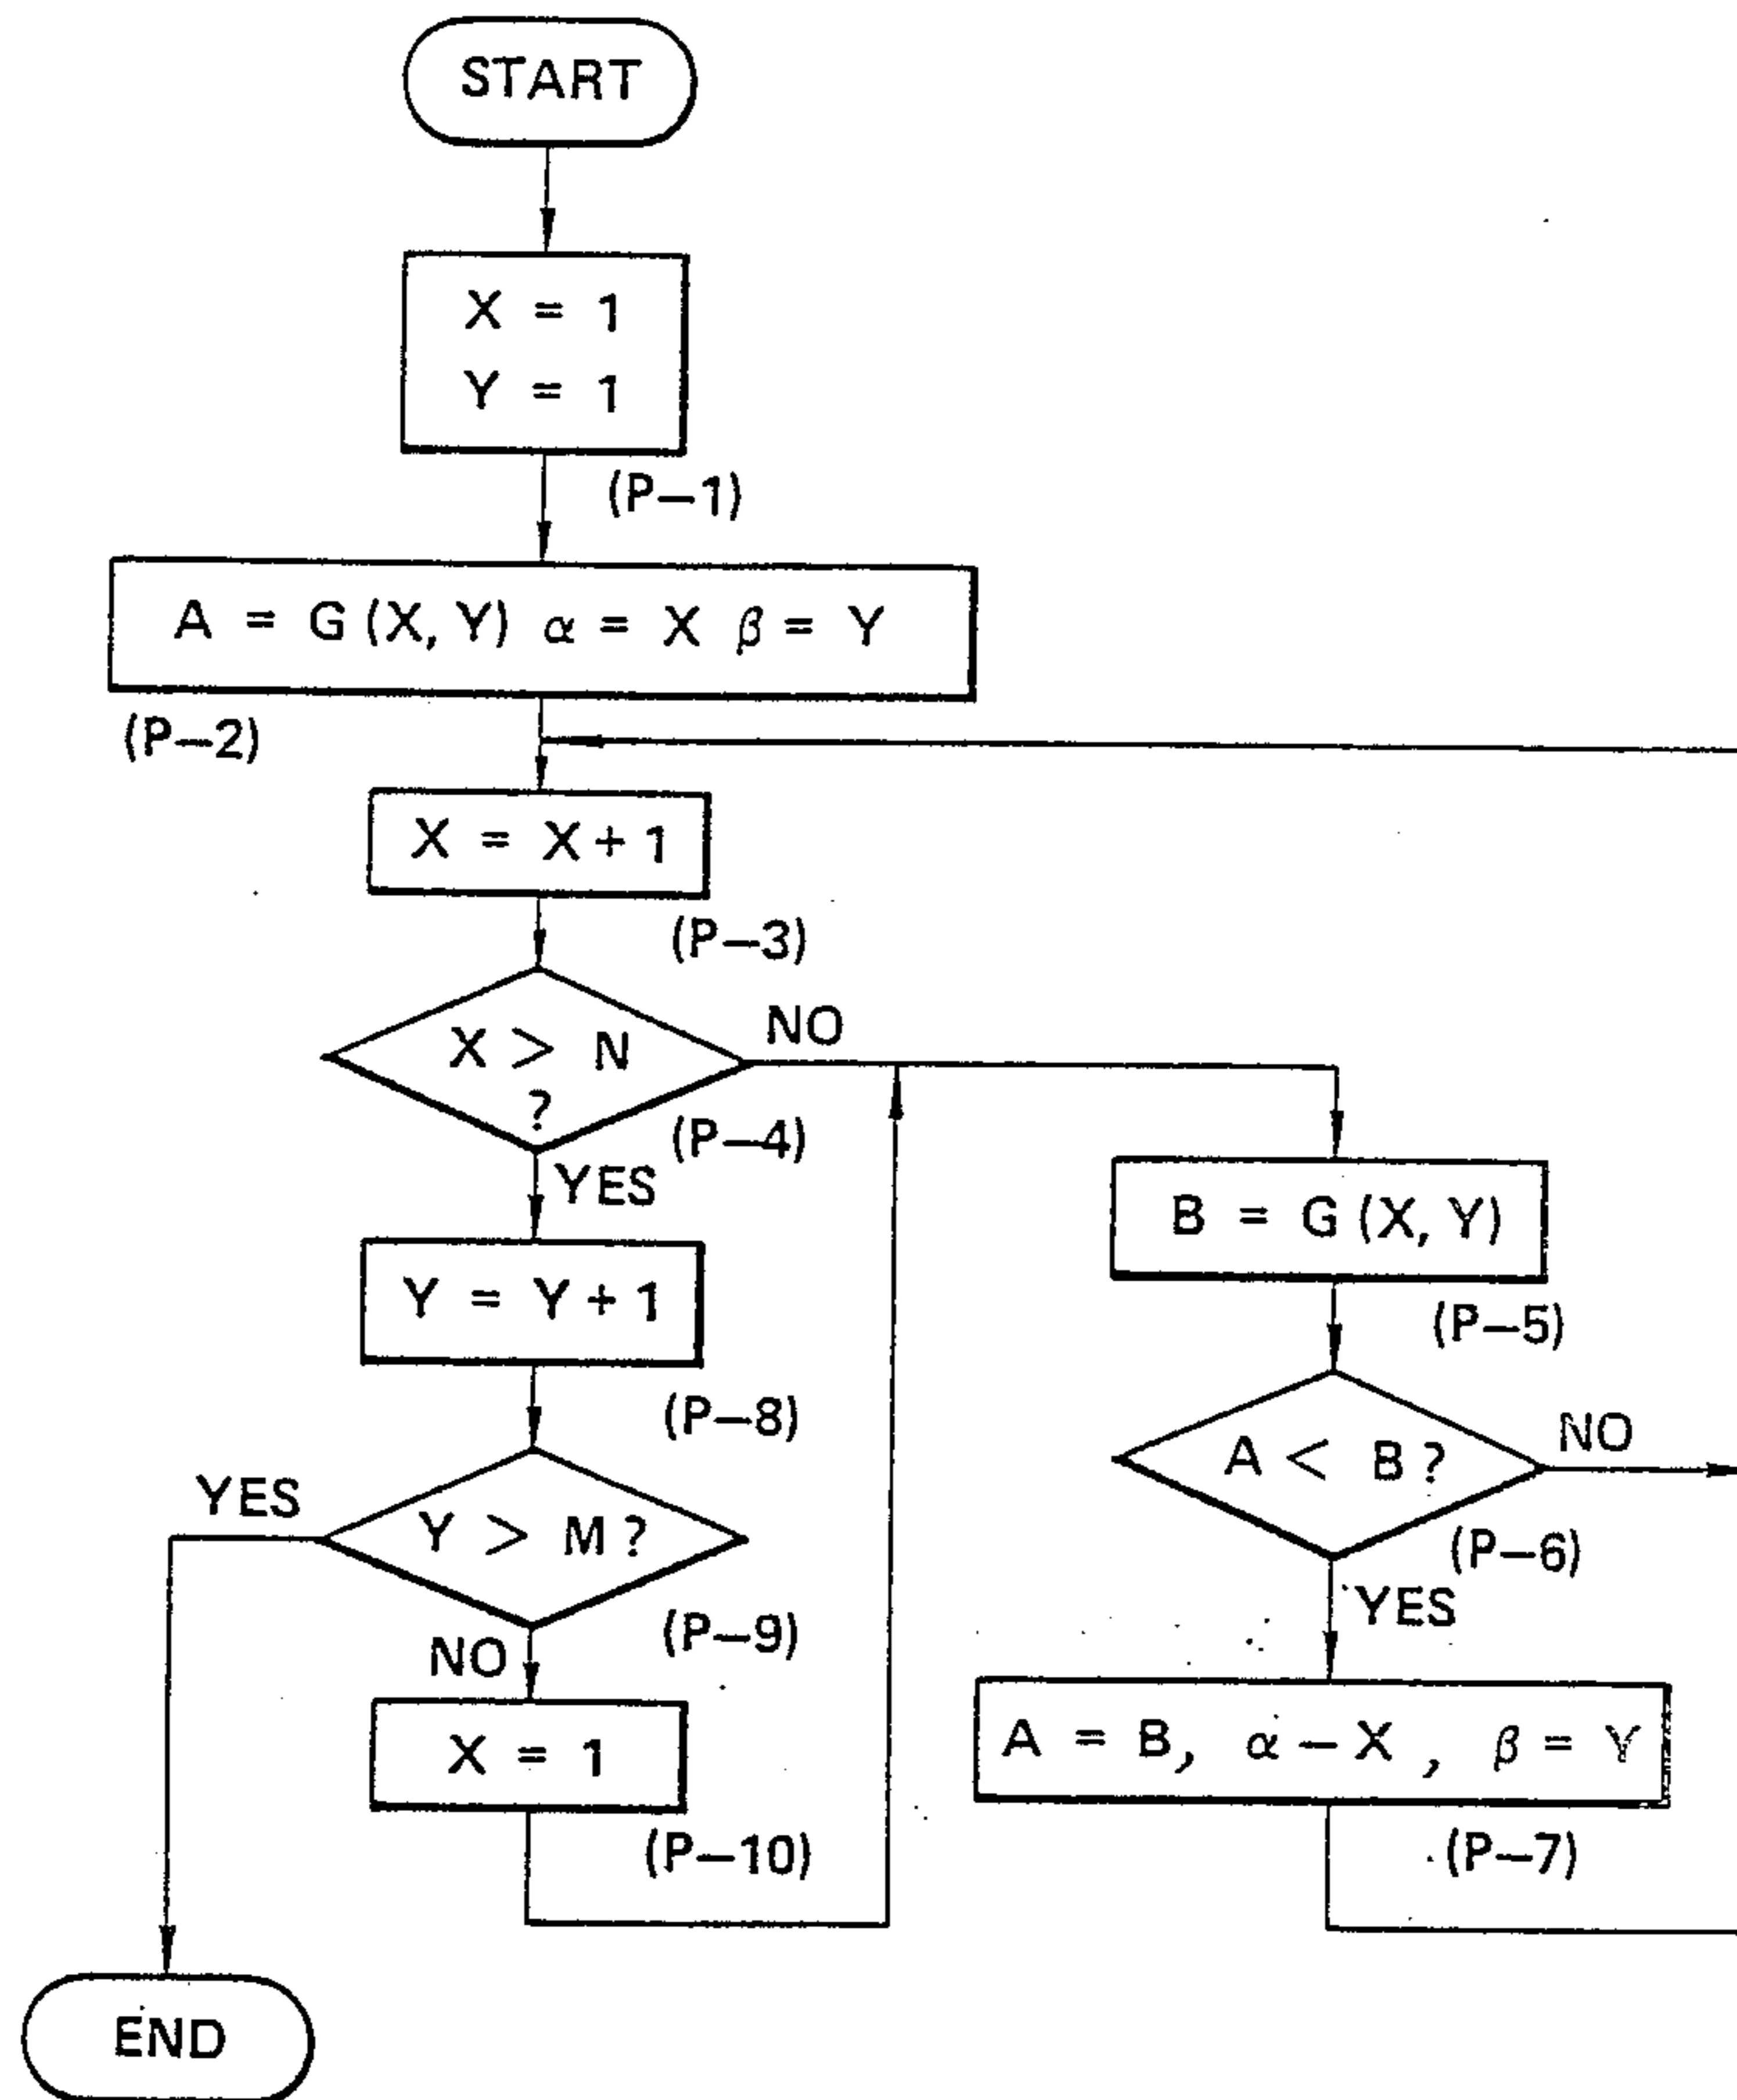 START
X = 1
Y = 1
(P-1)
A = G (X, Y) α = X β = Y
(P-2)
X = X + 1
(P-3)
X > N
?
NO
(P-4)
YES
Y = Y + 1
(P-8)
YES
Y > M ?
(P-9)
NO
X = 1
(P-10)
END
B = G (X, Y)
(P-5)
A < B ?
NO
(P-6)
YES
A = B, α – X , β = Y
(P-7)